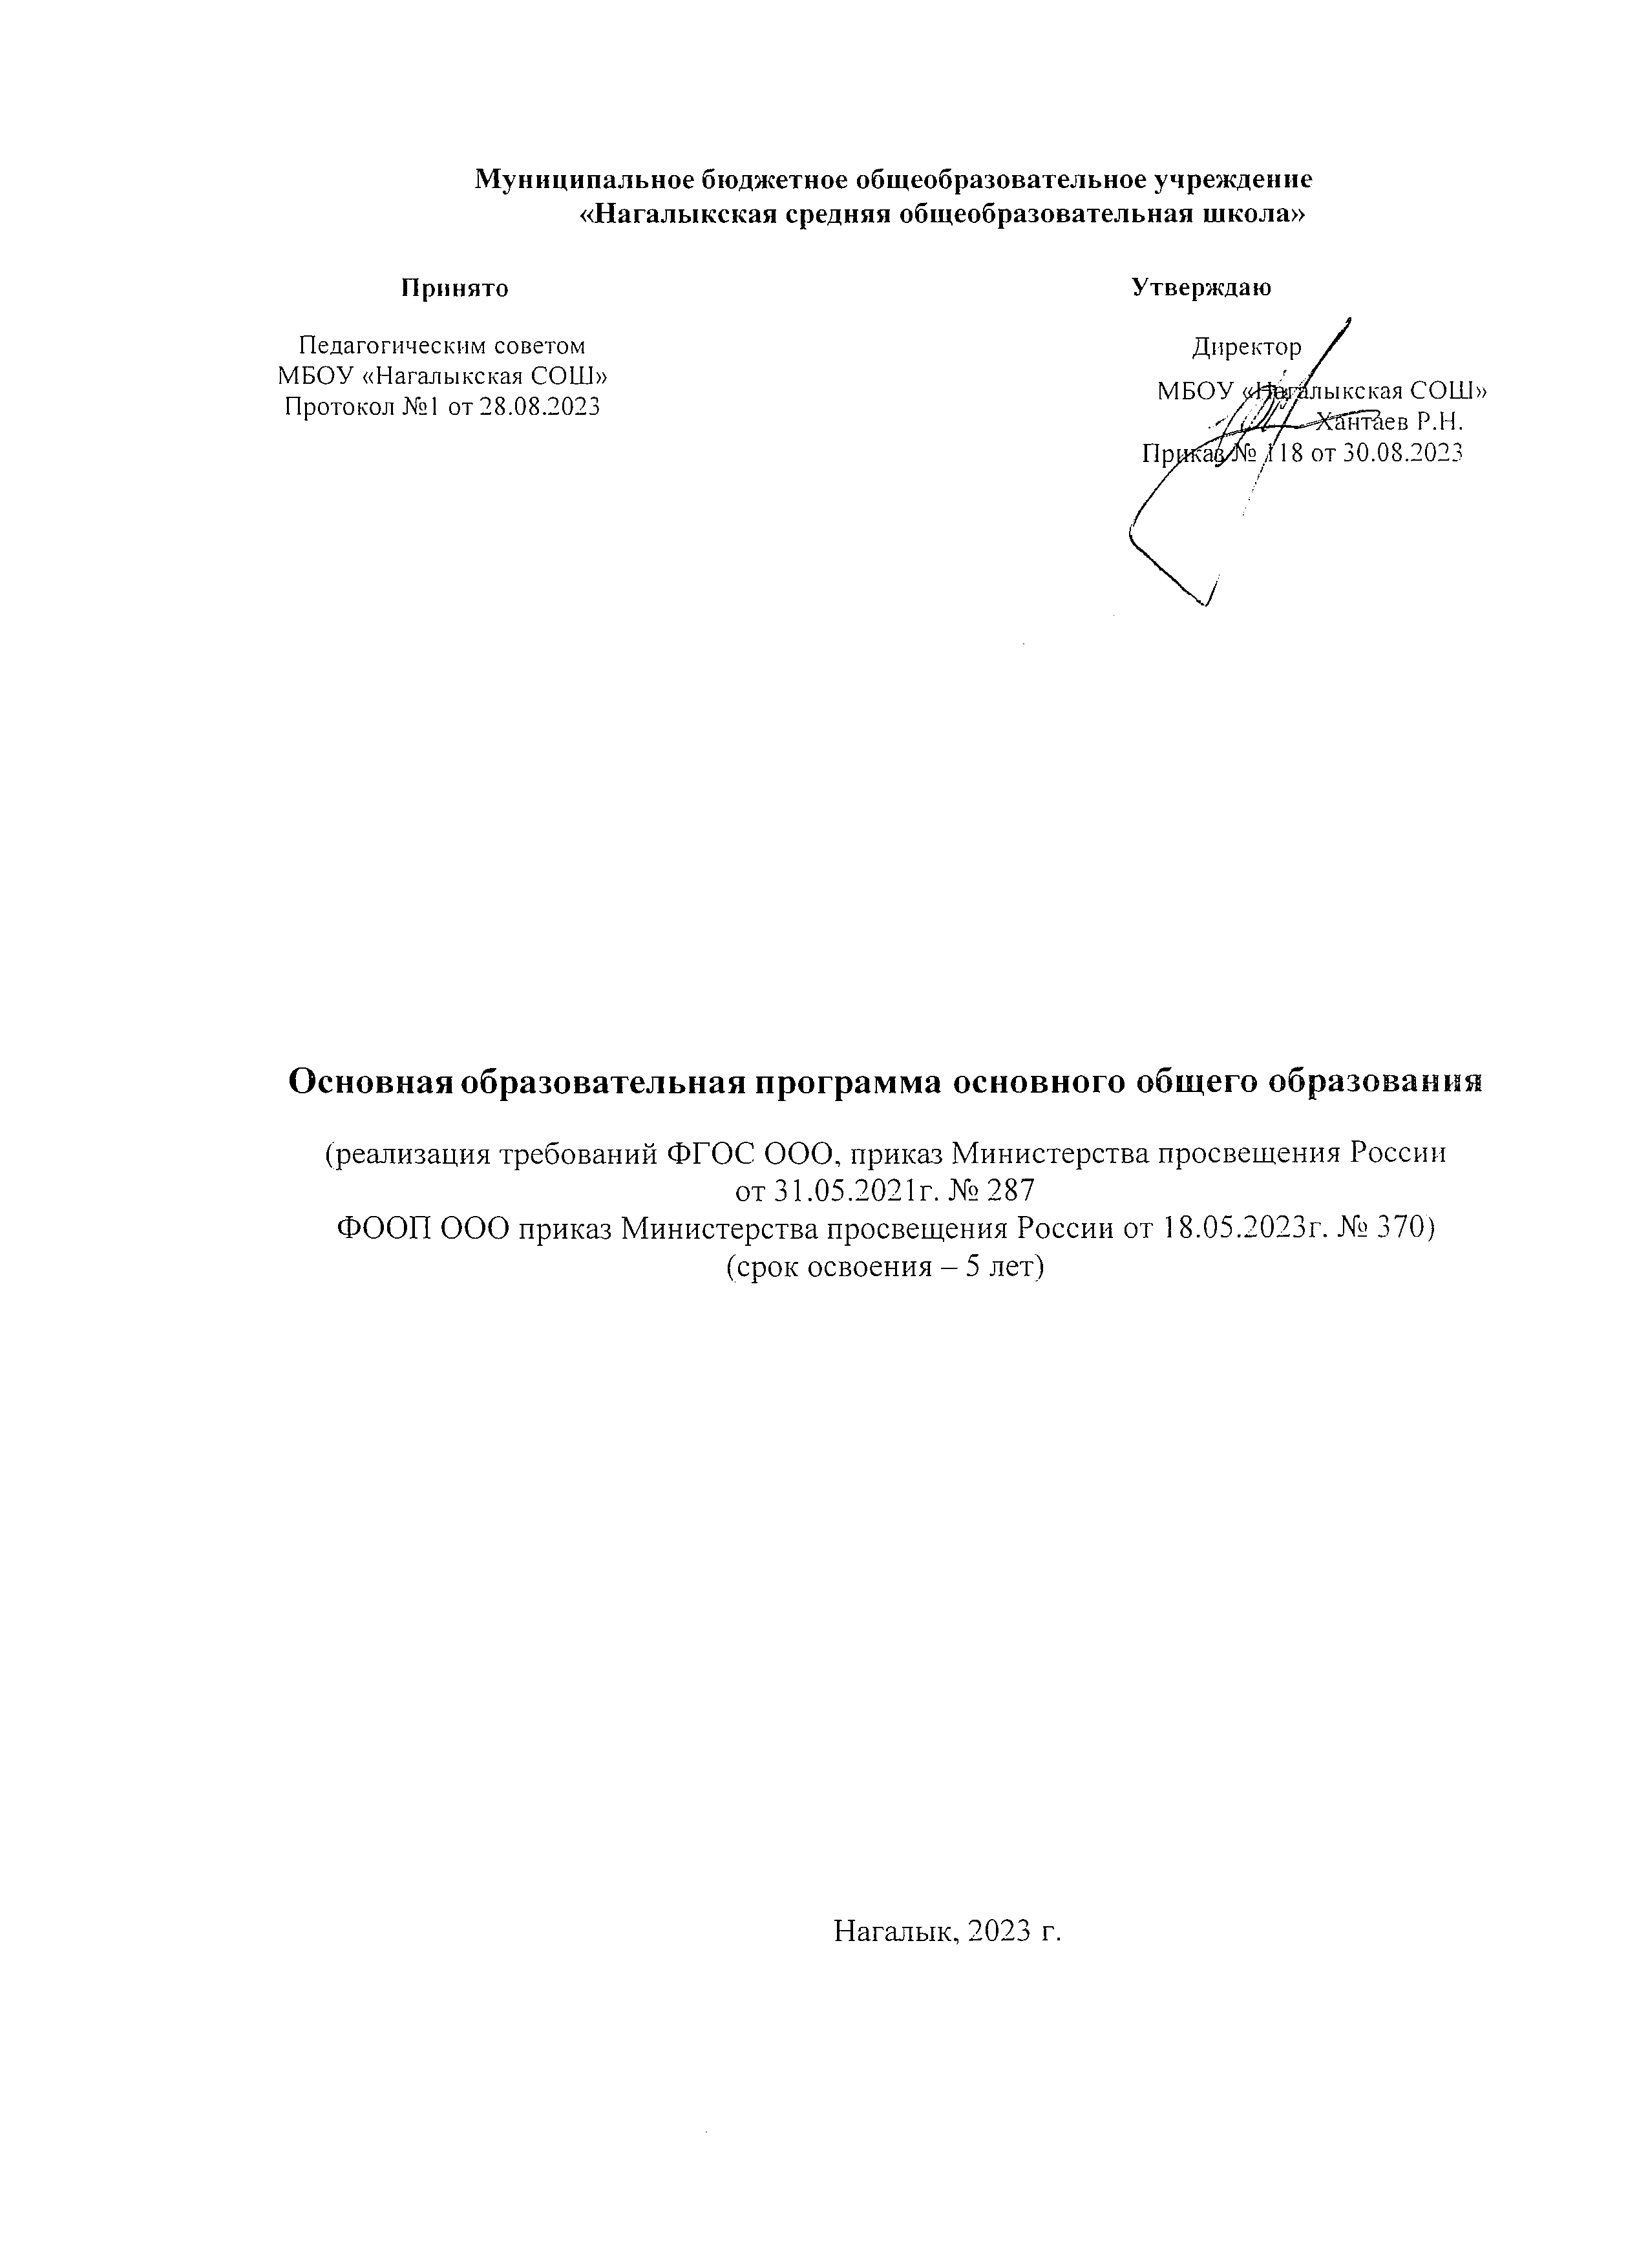 Муниципальное бюджетное общеобразовательное учреждение
«Нагалыкская средняя общеобразовательная школа»
Принято
Педагогическим советом
МБОУ «Нагалыкская СОШ»
Протокол №1 от 28.08.2023
Утверждаю
Директор
МБОУ «Нагалыкская СОШ»
Хантаев Р.Н.
Приказ № 118 от 30.08.2023
Основная образовательная программа основного общего образования
(реализация требований ФГОС ООО, приказ Министерства просвещения России
от 31.05.2021г. № 287
ФООП ООО приказ Министерства просвещения России от 18.05.2023г. № 370)
(срок освоения – 5 лет)
Нагалык, 2023 г.